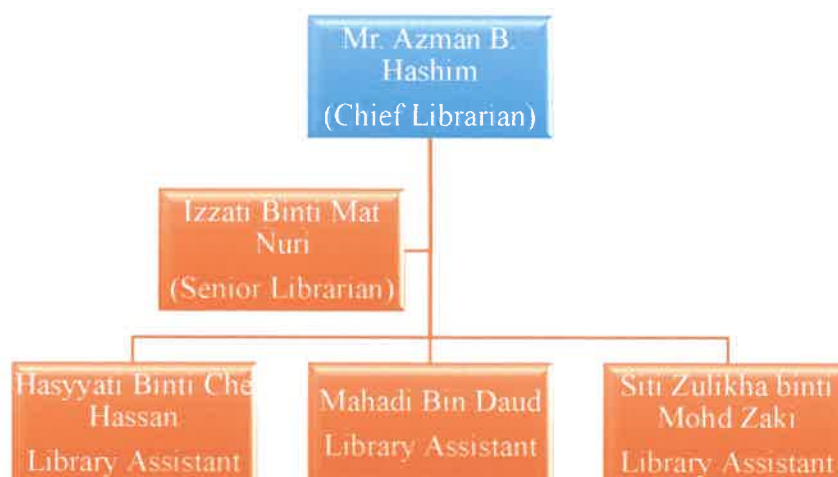 Mr. Azman B.
Hashim
(Chief Librarian)
Izzati Binti Mat
Nuri
(Senior Librarian)
Hasyyati Binti Che
Hassan
Library Assistant
Mahadi Bin Daud
Library Assistant
Siti Zulikha binti
Mohd Zaki
Library Assistant